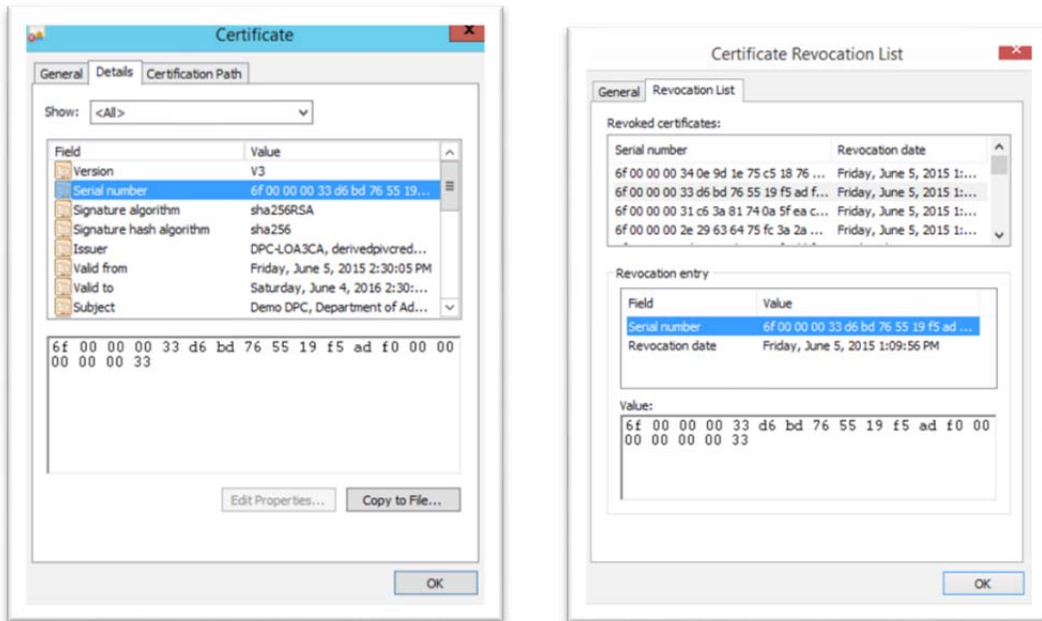 Certificate
x
General Details Certification Path
Show: <All>
Field Value
Version V3
Serial number 6f 00 00 00 33 d6 bd 76 55 19...
Signature algorithm sha256RSA
Signature hash algorithm sha256
Issuer DPC-LOA3CA, derivedpivcred...
Valid from Friday, June 5, 2015 2:30:05 PM
Valid to Saturday, June 4, 2016 2:30:...
Subject Demo DPC, Department of Ad...
6f 00 00 00 33 d6 bd 76 55 19 f5 ad f0 00 00
00 00 00 33
Edit Properties... Copy to File...
OK
Certificate Revocation List
x
General Revocation List
Revoked certificates:
Serial number Revocation date
6f 00 00 00 34 0e 9d 1e 75 c5 18 76 ... Friday, June 5, 2015 1:...
6f 00 00 00 33 d6 bd 76 55 19 f5 ad f... Friday, June 5, 2015 1:...
6f 00 00 00 31 c6 3a 81 74 0a 5f ea c... Friday, June 5, 2015 1:...
6f 00 00 00 2e 29 63 64 75 fc 3a 2a ... Friday, June 5, 2015 1:...
Revocation entry
Field Value
Serial number 6f 00 00 00 33 d6 bd 76 55 19 f5 ad ...
Revocation date Friday, June 5, 2015 1:09:56 PM
Value:
6f 00 00 00 33 d6 bd 76 55 19 f5 ad f0 00
00 00 00 00 33
OK